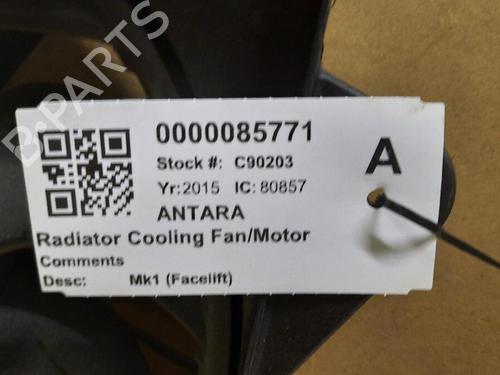 0000085771
A
Stock #: C90203
Yr: 2015 IC: 80857
ANTARA
Radiator Cooling Fan/Motor
Comments
Desc: Mk1 (Facelift)
B-PARTS